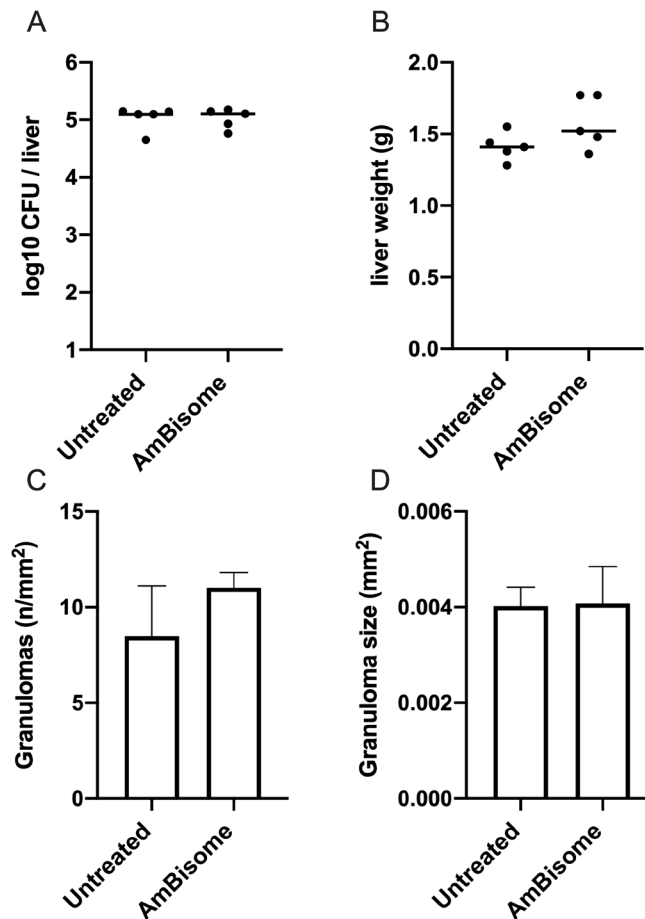 A
log10 CFU / liver
6
5
4
3
2
1
Untreated
AmBisome
B
liver weight (g)
2.0
1.5
1.0
0.5
0.0
Untreated
AmBisome
C
Granulomas (n/mm²)
15
10
5
0
Untreated
AmBisome
D
Granuloma size (mm²)
0.006
0.004
0.002
0.000
Untreated
AmBisome